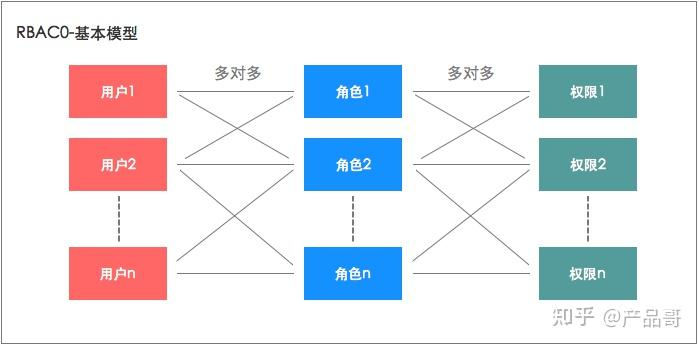 RBAC0-基本模型
多对多 多对多
用户1 角色1 权限1
用户2 角色2 权限2
用户n 角色n 权限n
知乎 @产品哥